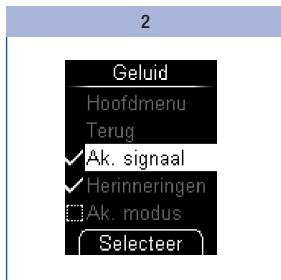 2
Geluid
Hoofdmenu
Terug
Ak. signaal
Herinneringen
Ak. modus
Selecteer